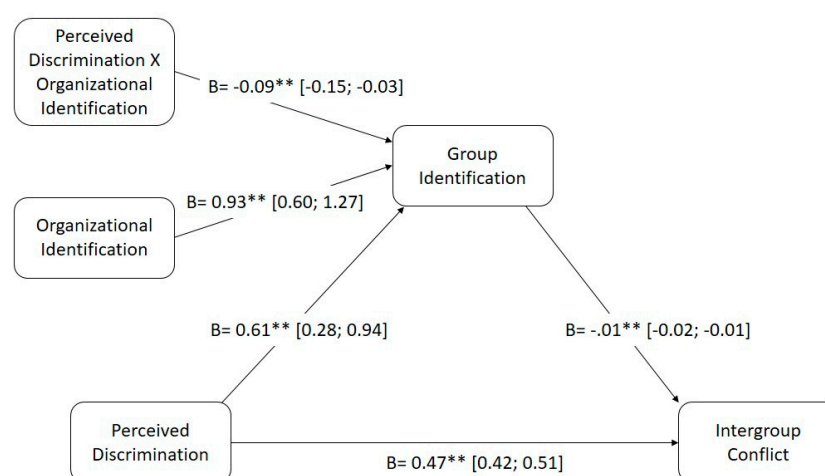 Perceived
Discrimination X
Organizational
Identification
B= -0.09** [-0.15; -0.03]
Group
Identification
B= 0.93** [0.60; 1.27]
Organizational
Identification
B= 0.61** [0.28; 0.94]
B= -.01** [-0.02; -0.01]
Perceived
Discrimination
B= 0.47** [0.42; 0.51]
Intergroup
Conflict